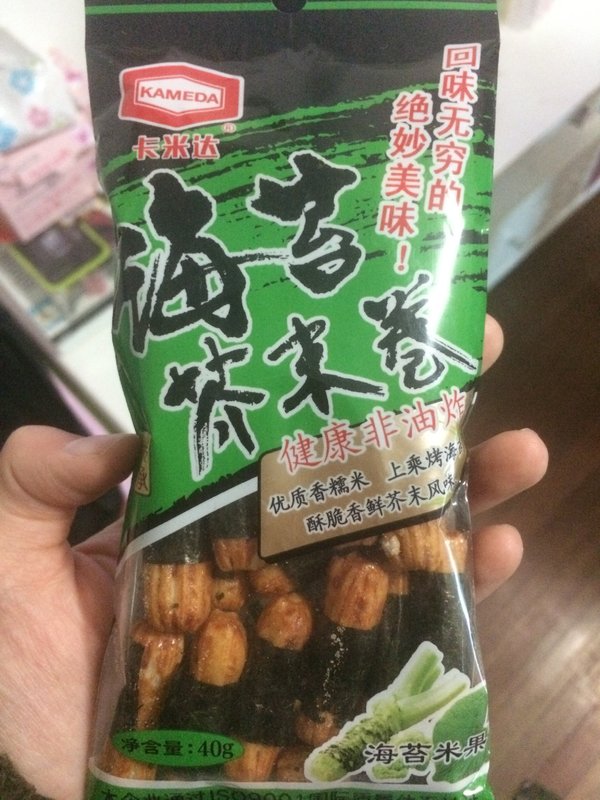 KAMEDA
卡米达
回味无穷的
绝妙美味！
海苔
芥末卷
健康非油炸
优质香糯米 上乘烤海
酥脆香鲜芥末风味
净含量:40g
海苔米果